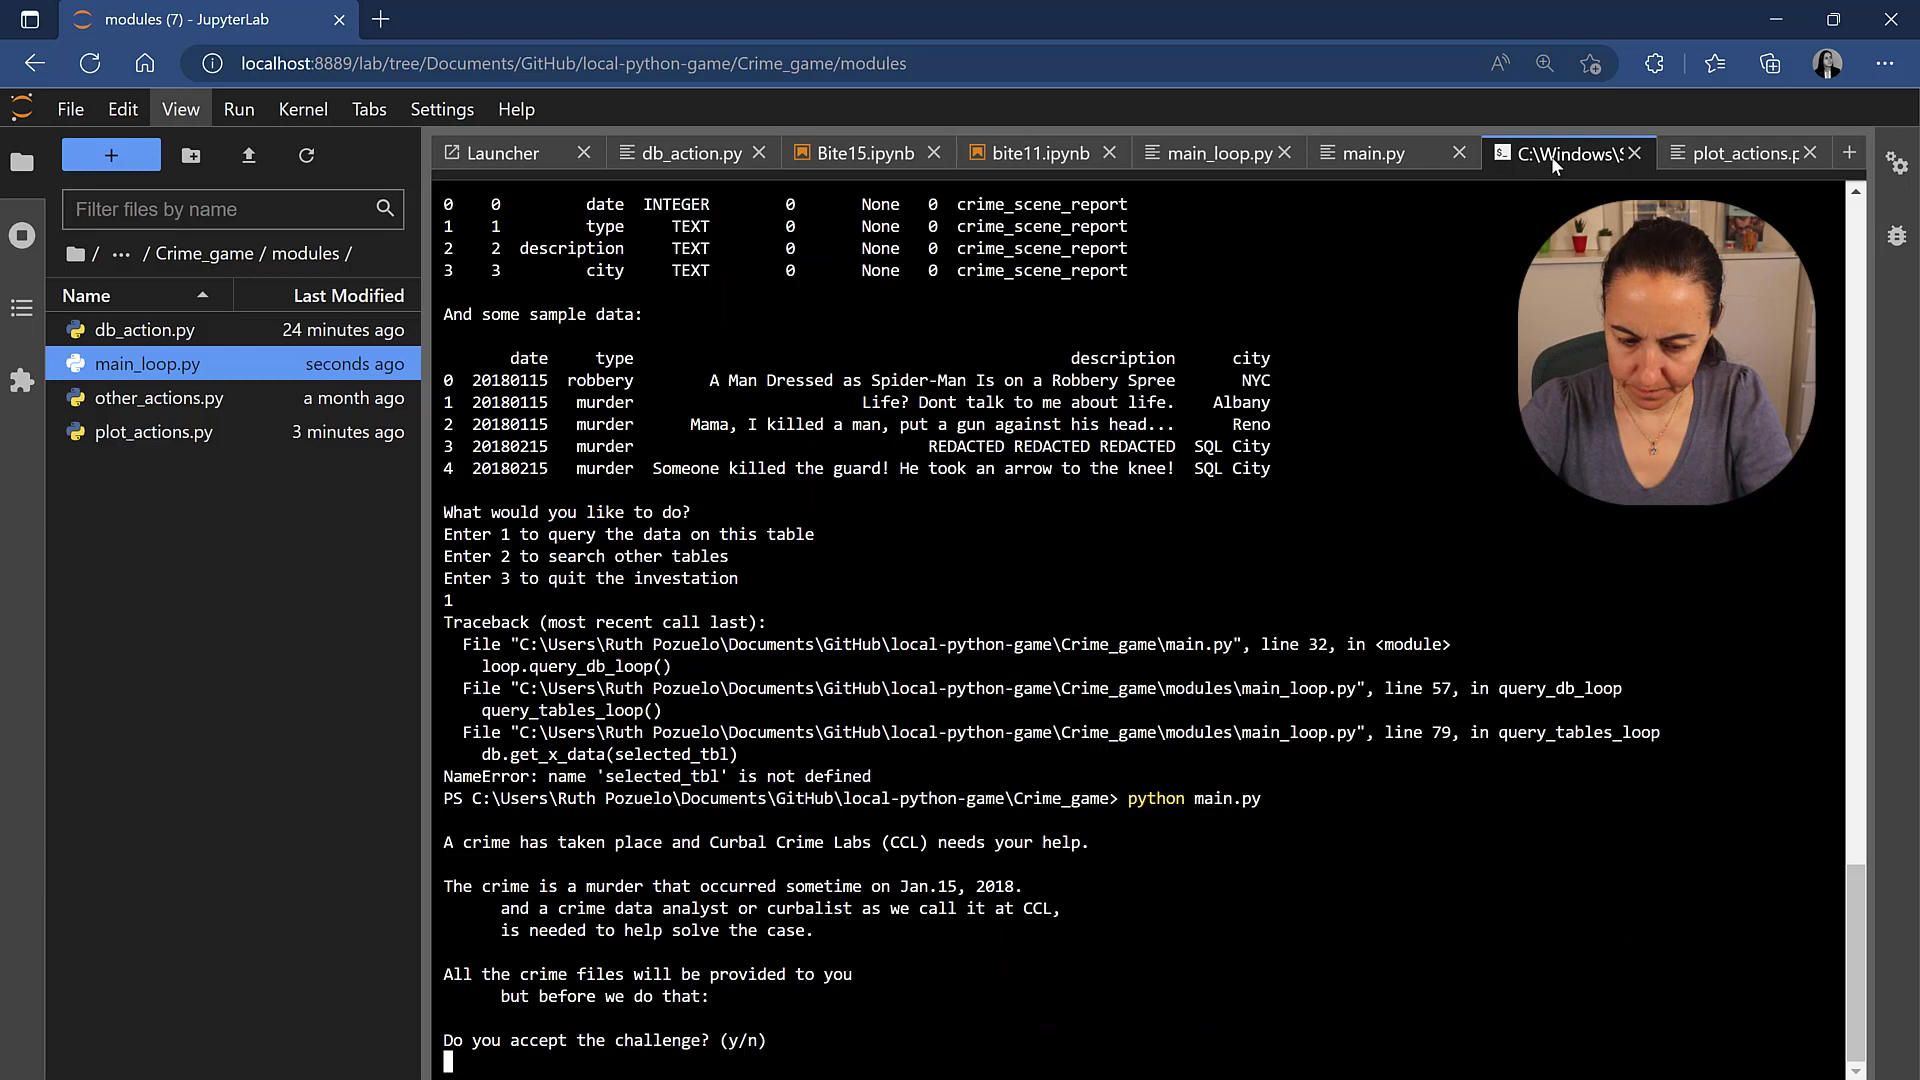 modules (7) - JupyterLab
localhost:8889/lab/tree/Documents/GitHub/local-python-game/Crime_game/modules
File Edit View Run Kernel Tabs Settings Help
Launcher db_action.py Bite15.ipynb bite11.ipynb main_loop.py main.py C:\Windows\S plot_actions.p
Filter files by name
/ ... / Crime_game / modules /
Name Last Modified
db_action.py 24 minutes ago
main_loop.py seconds ago
other_actions.py a month ago
plot_actions.py 3 minutes ago
0 0 date INTEGER 0 None 0 crime_scene_report
1 1 type TEXT 0 None 0 crime_scene_report
2 2 description TEXT 0 None 0 crime_scene_report
3 3 city TEXT 0 None 0 crime_scene_report
And some sample data:
date type description city
0 20180115 robbery A Man Dressed as Spider-Man Is on a Robbery Spree NYC
1 20180115 murder Life? Dont talk to me about life. Albany
2 20180115 murder Mama, I killed a man, put a gun against his head... Reno
3 20180215 murder REDACTED REDACTED REDACTED SQL City
4 20180215 murder Someone killed the guard! He took an arrow to the knee! SQL City
What would you like to do?
Enter 1 to query the data on this table
Enter 2 to search other tables
Enter 3 to quit the investation
1
Traceback (most recent call last):
File "C:\Users\Ruth Pozuelo\Documents\GitHub\local-python-game\Crime_game\main.py", line 32, in <module>
loop.query_db_loop()
File "C:\Users\Ruth Pozuelo\Documents\GitHub\local-python-game\Crime_game\modules\main_loop.py", line 57, in query_db_loop
query_tables_loop()
File "C:\Users\Ruth Pozuelo\Documents\GitHub\local-python-game\Crime_game\modules\main_loop.py", line 79, in query_tables_loop
db.get_x_data(selected_tbl)
NameError: name 'selected_tbl' is not defined
PS C:\Users\Ruth Pozuelo\Documents\GitHub\local-python-game\Crime_game> python main.py
A crime has taken place and Curbal Crime Labs (CCL) needs your help.
The crime is a murder that occurred sometime on Jan.15, 2018.
and a crime data analyst or curbalist as we call it at CCL,
is needed to help solve the case.
All the crime files will be provided to you
but before we do that:
Do you accept the challenge? (y/n)